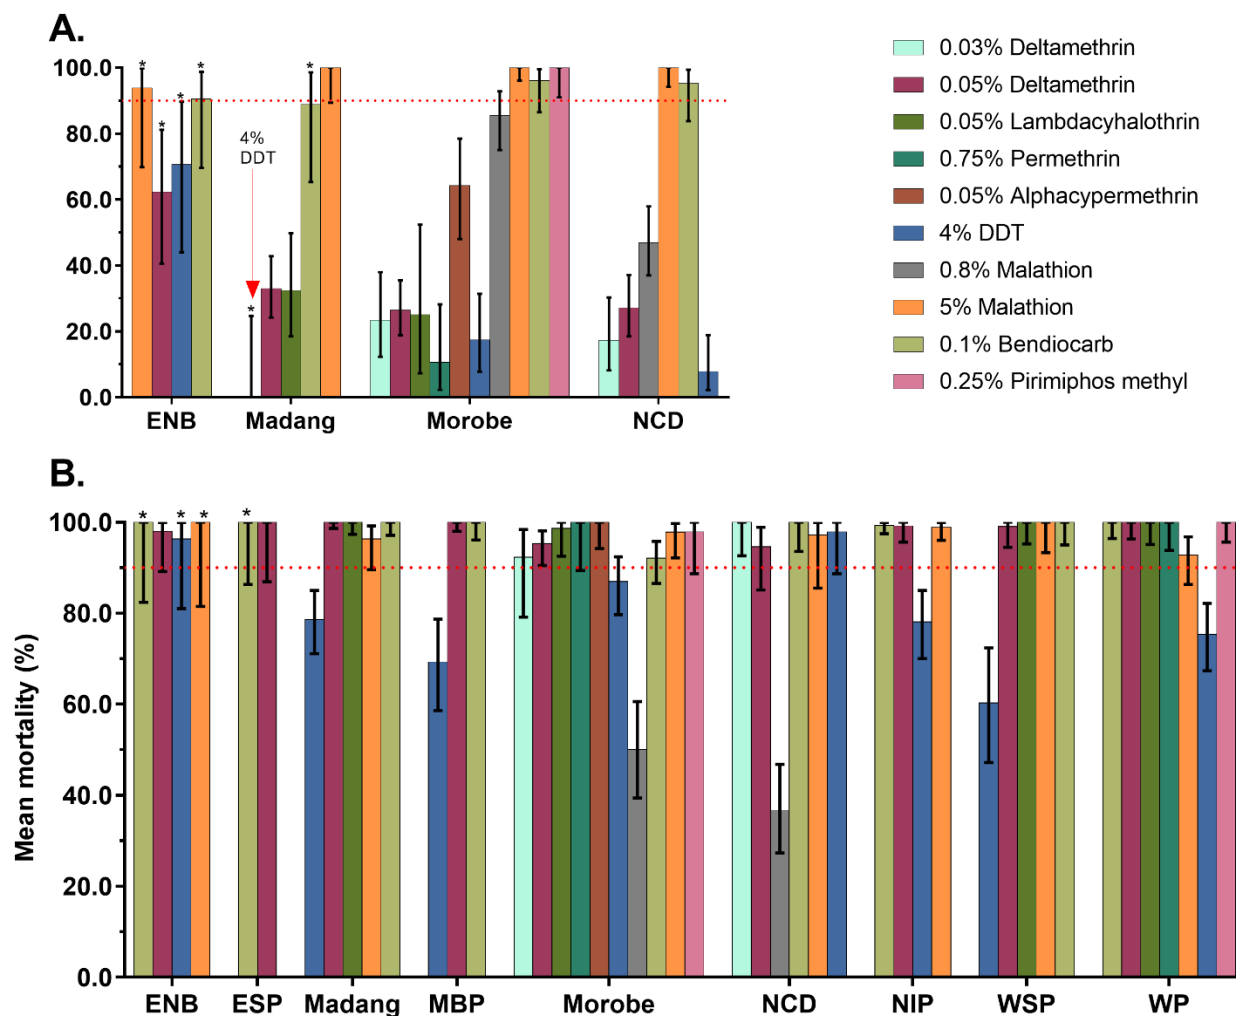 A.
100.0
80.0
60.0
40.0
20.0
0.0
* * * *
4%
DDT
* *
ENB Madang Morobe NCD
0.03% Deltamethrin
0.05% Deltamethrin
0.05% Lambdacyhalothrin
0.75% Permethrin
0.05% Alphacypermethrin
4% DDT
0.8% Malathion
5% Malathion
0.1% Bendiocarb
0.25% Pirimiphos methyl
B.
Mean mortality (%)
100.0
80.0
60.0
40.0
20.0
0.0
* * * *
ENB ESP Madang MBP Morobe NCD NIP WSP WP